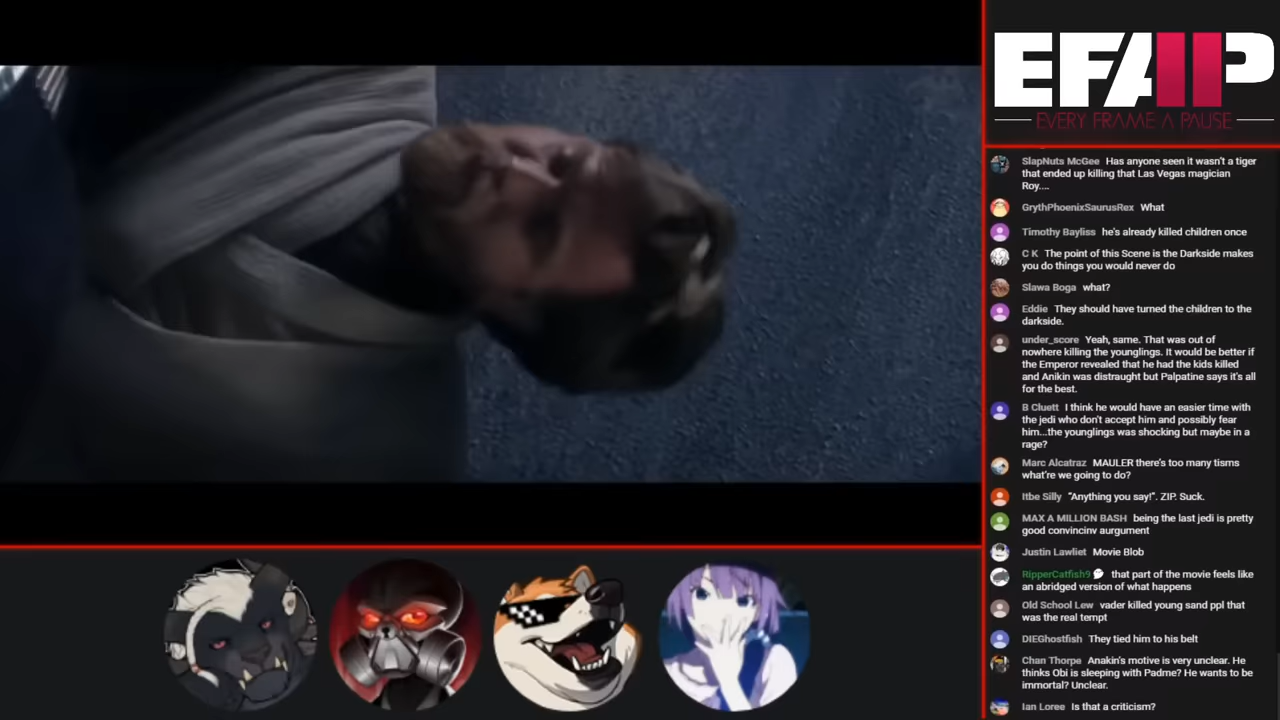 EFAP
EVERY FRAME A PAUSE
SlapNuts McGee Has anyone seen it wasn't a tiger
that ended up killing that Las Vegas magician
Roy....
GrythPhoenixSaurusRex What
Timothy Bayliss he's already killed children once
C K The point of this Scene is the Darkside makes
you do things you would never do
Slawa Boga what?
Eddie They should have turned the children to the
darkside.
under_score Yeah, same. That was out of
nowhere killing the younglings. It would be better if
the Emperor revealed that he had the kids killed
and Anikin was distraught but Palpatine says it's all
for the best.
B Cluett I think he would have an easier time with
the jedi who don't accept him and possibly fear
him...the younglings was shocking but maybe in a
rage?
Marc Alcatraz MAULER there's too many tisms
what're we going to do?
Itbe Silly “Anything you say!”. ZIP. Suck.
MAX A MILLION BASH being the last jedi is pretty
good convincinv aurgument
Justin Lawliet Movie Blob
RipperCatfish9 that part of the movie feels like
an abridged version of what happens
Old School Lew vader killed young sand ppl that
was the real tempt
DIEGhostfish They tied him to his belt
Chan Thorpe Anakin's motive is very unclear. He
thinks Obi is sleeping with Padme? He wants to be
immortal? Unclear.
Ian Loree Is that a criticism?